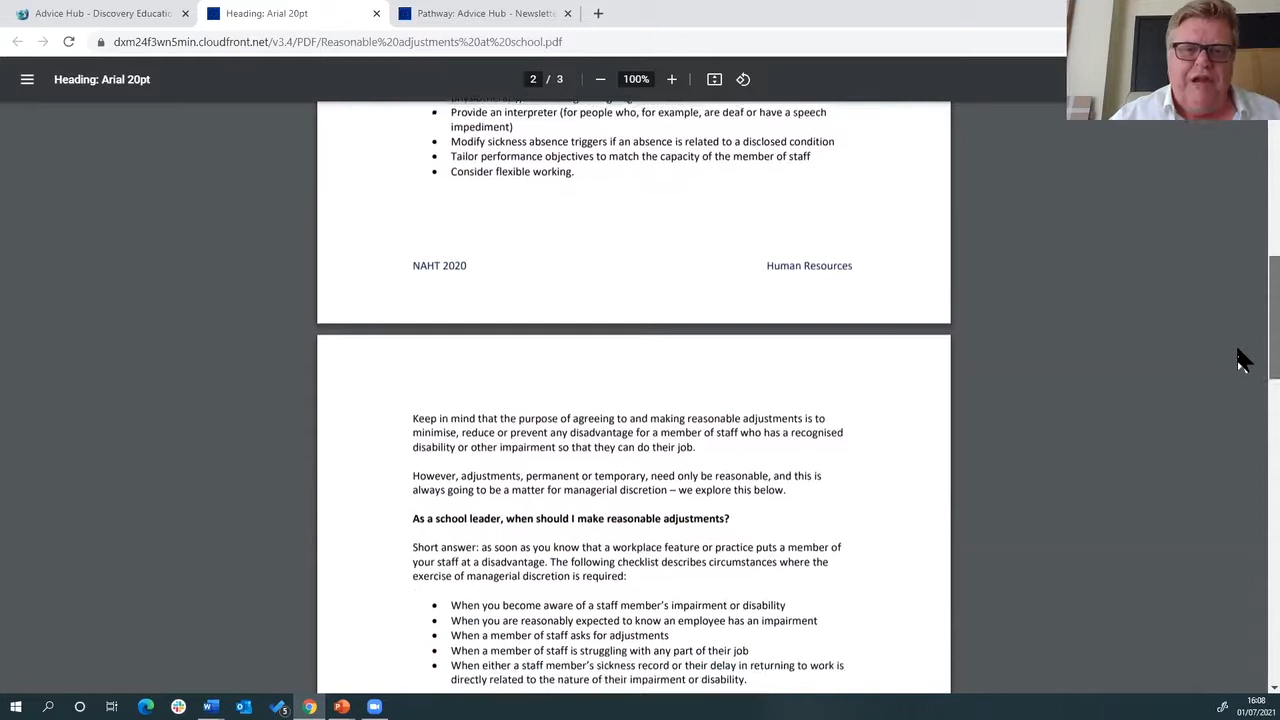 Advice Hub - Discovery Educatio
Heading: Arial 20pt
Pathway: Advice Hub - Newslette
dxm24f3wn5min.cloudfront.net/v3.4/PDF/Reasonable%20adjustments%20at%20school.pdf
Heading: Arial 20pt
2 / 3
100%
• Provide an interpreter (for people who, for example, are deaf or have a speech
impediment)
• Modify sickness absence triggers if an absence is related to a disclosed condition
• Tailor performance objectives to match the capacity of the member of staff
• Consider flexible working.
NAHT 2020 Human Resources
Keep in mind that the purpose of agreeing to and making reasonable adjustments is to
minimise, reduce or prevent any disadvantage for a member of staff who has a recognised
disability or other impairment so that they can do their job.
However, adjustments, permanent or temporary, need only be reasonable, and this is
always going to be a matter for managerial discretion – we explore this below.
As a school leader, when should I make reasonable adjustments?
Short answer: as soon as you know that a workplace feature or practice puts a member of
your staff at a disadvantage. The following checklist describes circumstances where the
exercise of managerial discretion is required:
• When you become aware of a staff member's impairment or disability
• When you are reasonably expected to know an employee has an impairment
• When a member of staff asks for adjustments
• When a member of staff is struggling with any part of their job
• When either a staff member's sickness record or their delay in returning to work is
directly related to the nature of their impairment or disability.
16:08
01/07/2021